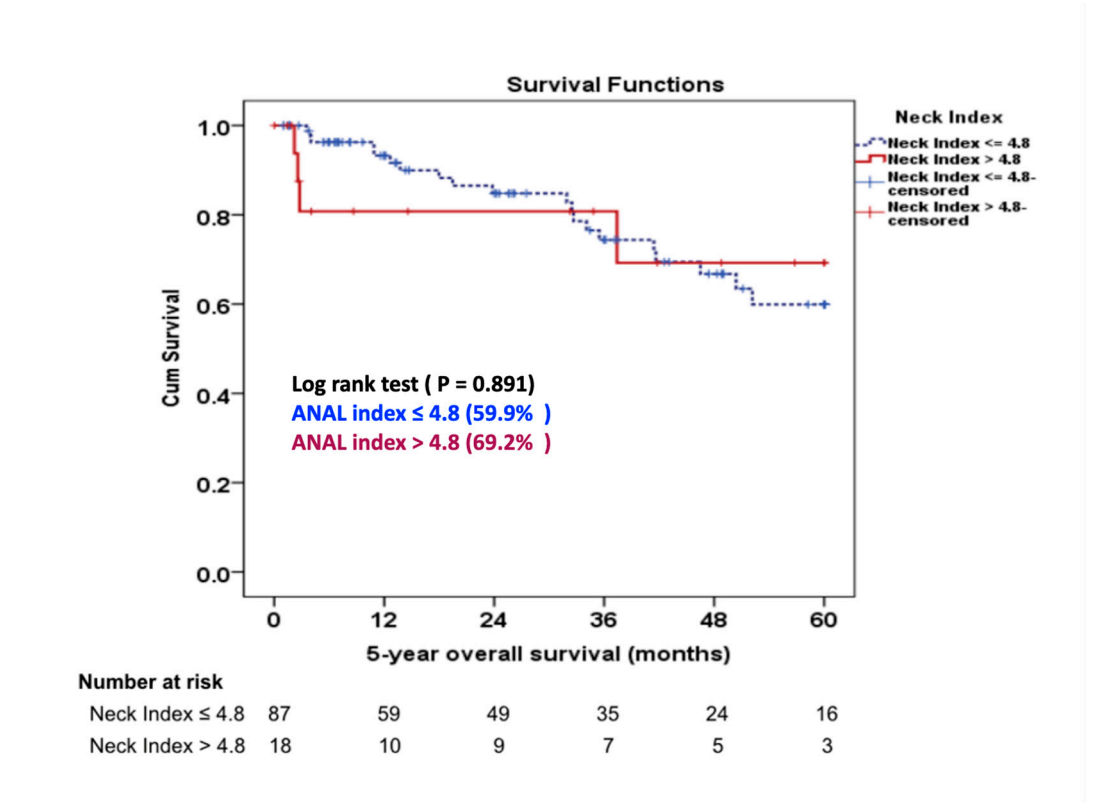 Survival Functions
Neck Index
Neck Index <= 4.8
Neck Index > 4.8
Neck Index <= 4.8-
censored
Neck Index > 4.8-
censored
1.0
0.8
0.6
0.4
0.2
0.0
Cum Survival
Log rank test ( P = 0.891)
ANAL index ≤ 4.8 (59.9% )
ANAL index > 4.8 (69.2% )
0 12 24 36 48 60
5-year overall survival (months)
Number at risk
Neck Index ≤ 4.8 87 59 49 35 24 16
Neck Index > 4.8 18 10 9 7 5 3